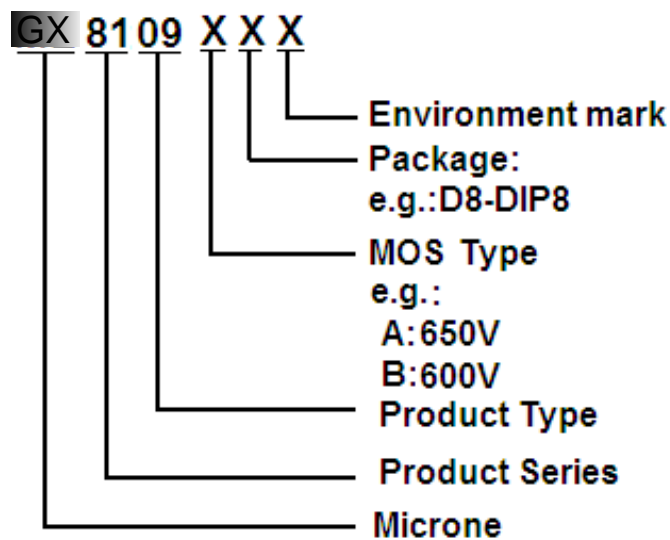 GX 81 09 X X X
Environment mark
Package:
e.g.:D8-DIP8
MOS Type
e.g.:
A:650V
B:600V
Product Type
Product Series
Microne